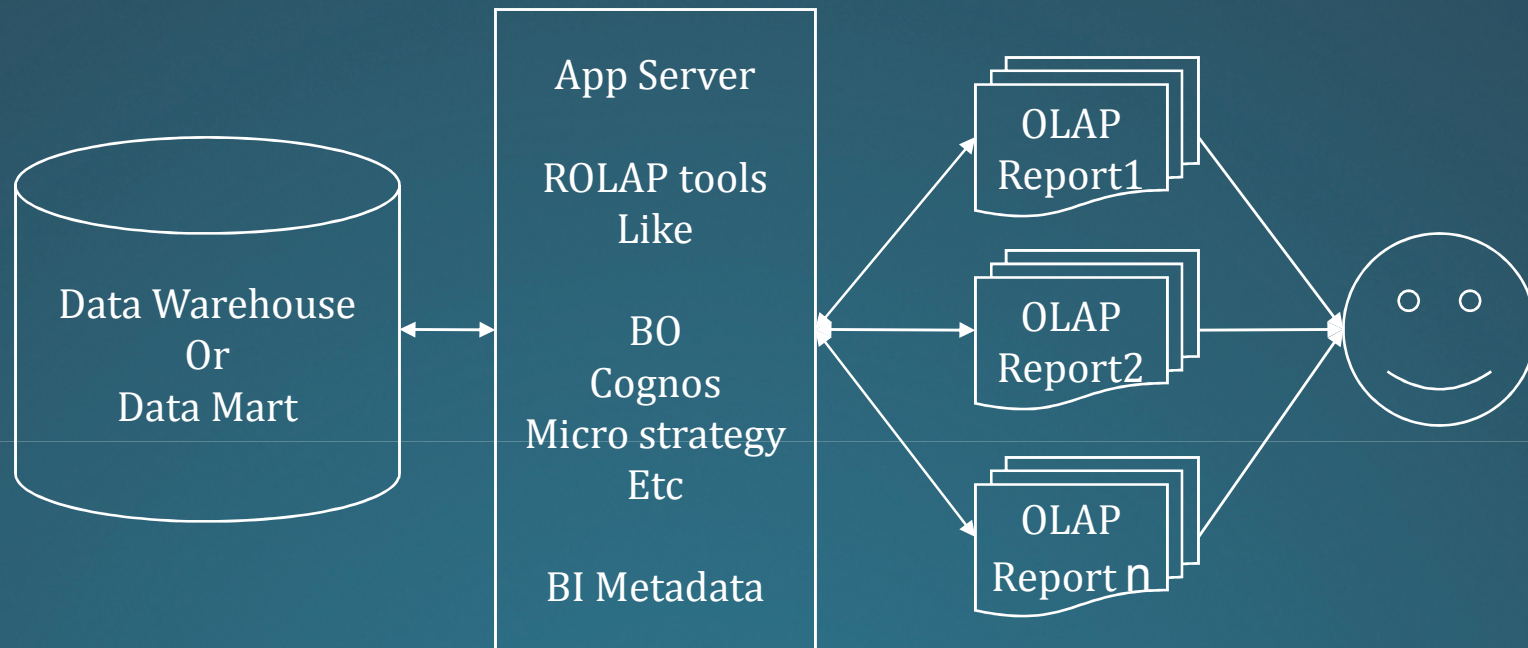 Data Warehouse
Or
Data Mart
App Server
ROLAP tools
Like
BO
Cognos
Micro strategy
Etc
BI Metadata
OLAP
Report1
OLAP
Report2
OLAP
Report n